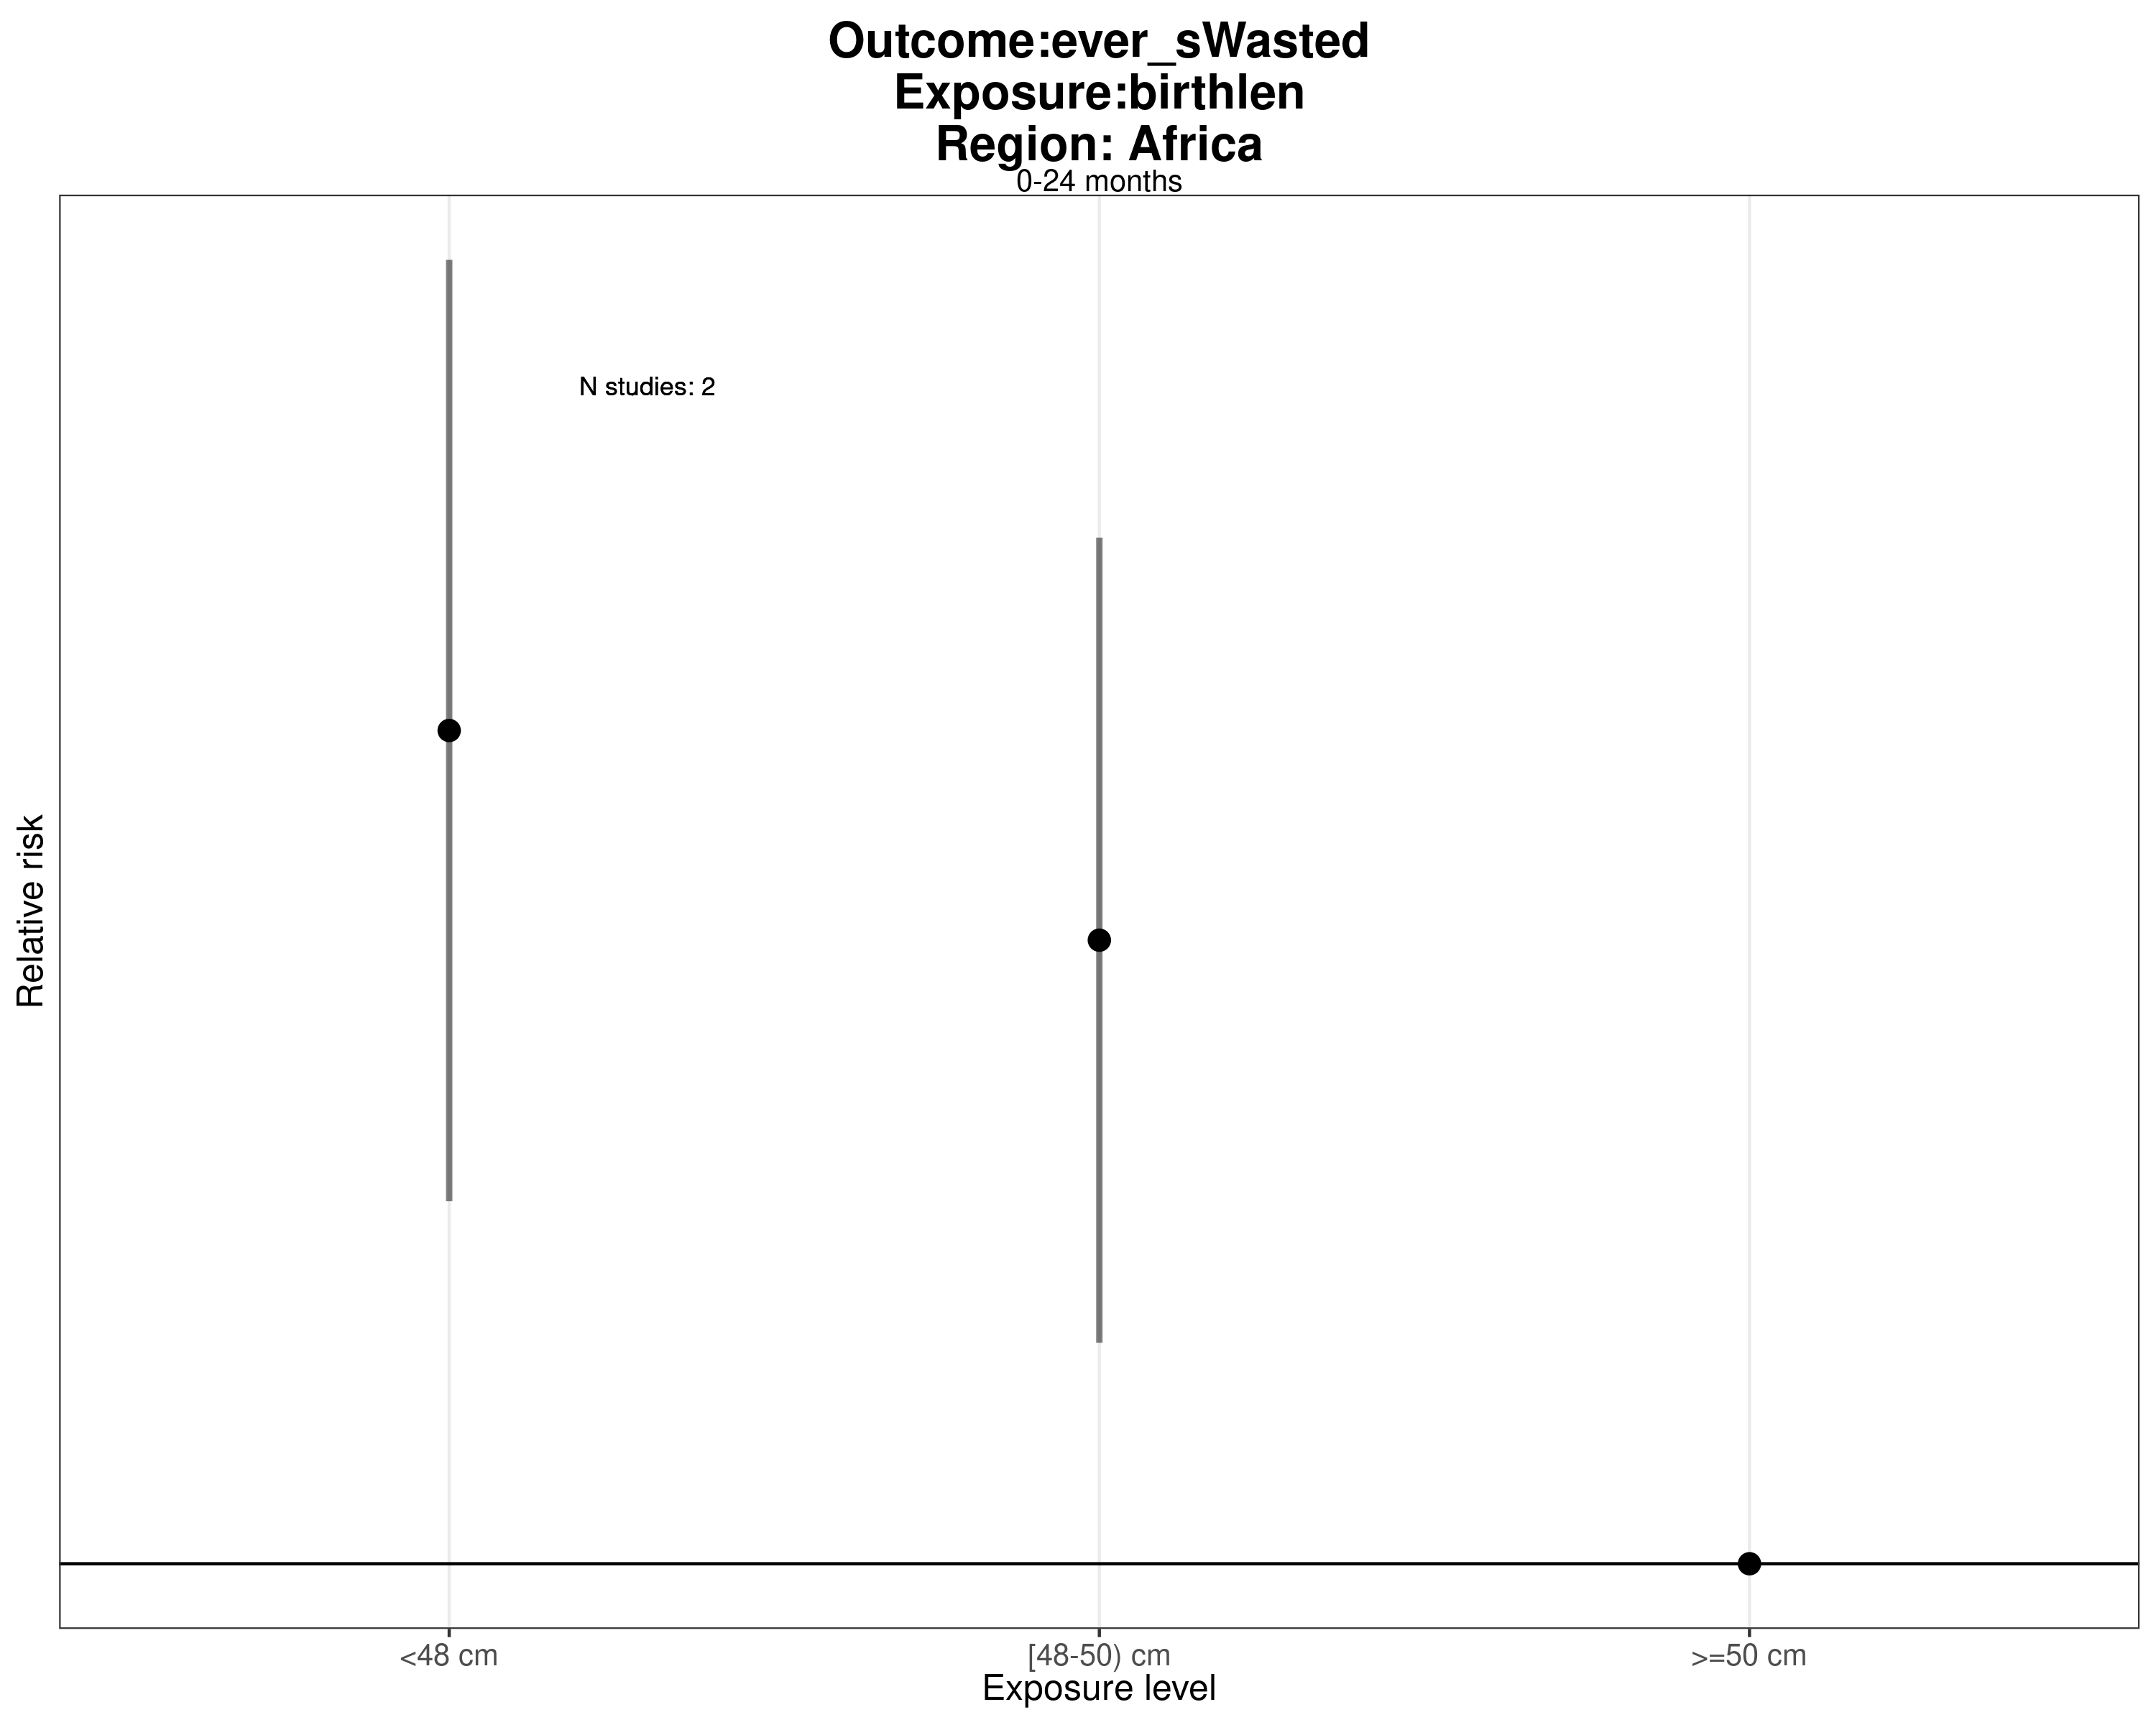 Outcome:ever_sWasted
Exposure:birthlen
Region: Africa
0-24 months
N studies: 2
Relative risk
<48 cm
[48-50) cm
>=50 cm
Exposure level